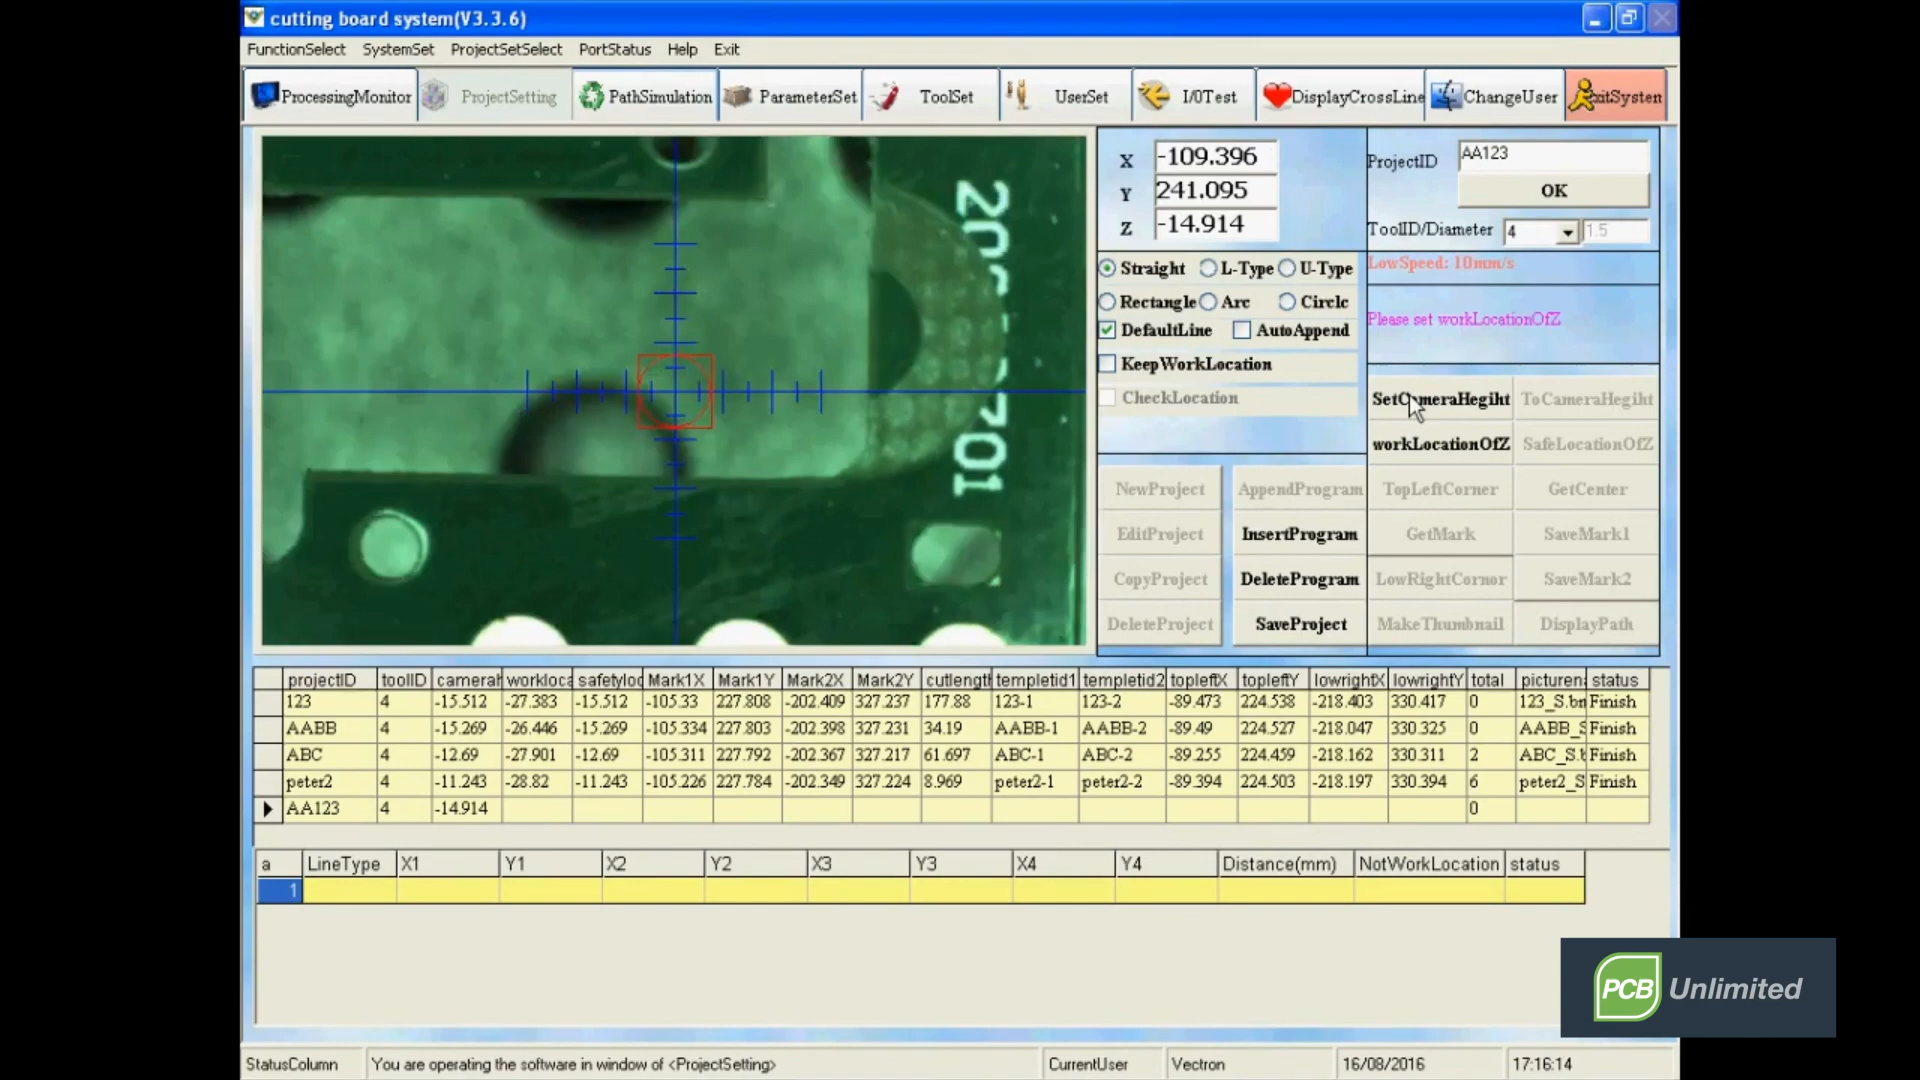 cutting board system(V3.3.6)
FunctionSelect SystemSet ProjectSetSelect PortStatus Help Exit
ProcessingMonitor ProjectSetting PathSimulation ParameterSet ToolSet UserSet I/0Test DisplayCrossLine ChangeUser xitSystem
X -109.396
Y 241.095
Z -14.914
ProjectID AA123
OK
ToolID/Diameter 4 1.5
LowSpeed: 10mm/s
Please set workLocationOfZ
Straight L-Type U-Type
Rectangle Arc Circle
DefaultLine AutoAppend
KeepWorkLocation
CheckLocation
SetCameraHegiht ToCameraHegiht
workLocationOfZ SafeLocationOfZ
NewProject AppendProgram TopLeftCorner GetCenter
EditProject InsertProgram GetMark SaveMark1
CopyProject DeleteProgram LowRightCornor SaveMark2
DeleteProject SaveProject MakeThumbnail DisplayPath
projectID toolID cameral workloca safetyloc Mark1X Mark1Y Mark2X Mark2Y cutlengt templetid1 templetid2 topleftX topleftY lowrightX lowrightY total picturena status
123 4 -15.512 -27.383 -15.512 -105.33 227.808 -202.409 327.237 177.88 123-1 123-2 -89.473 224.538 -218.403 330.417 0 123_S.bm Finish
AABB 4 -15.269 -26.446 -15.269 -105.334 227.803 -202.398 327.231 34.19 AABB-1 AABB-2 -89.49 224.527 -218.047 330.325 0 AABB_S Finish
ABC 4 -12.69 -27.901 -12.69 -105.311 227.792 -202.367 327.217 61.697 ABC-1 ABC-2 -89.255 224.459 -218.162 330.311 2 ABC_S.b Finish
peter2 4 -11.243 -28.82 -11.243 -105.226 227.784 -202.349 327.224 8.969 peter2-1 peter2-2 -89.394 224.503 -218.197 330.394 6 peter2_S Finish
AA123 4 -14.914 0
a LineType X1 Y1 X2 Y2 X3 Y3 X4 Y4 Distance(mm) NotWorkLocation status
1
PCB Unlimited
StatusColumn You are operating the software in window of <ProjectSetting> CurrentUser Vectron 16/08/2016 17:16:14